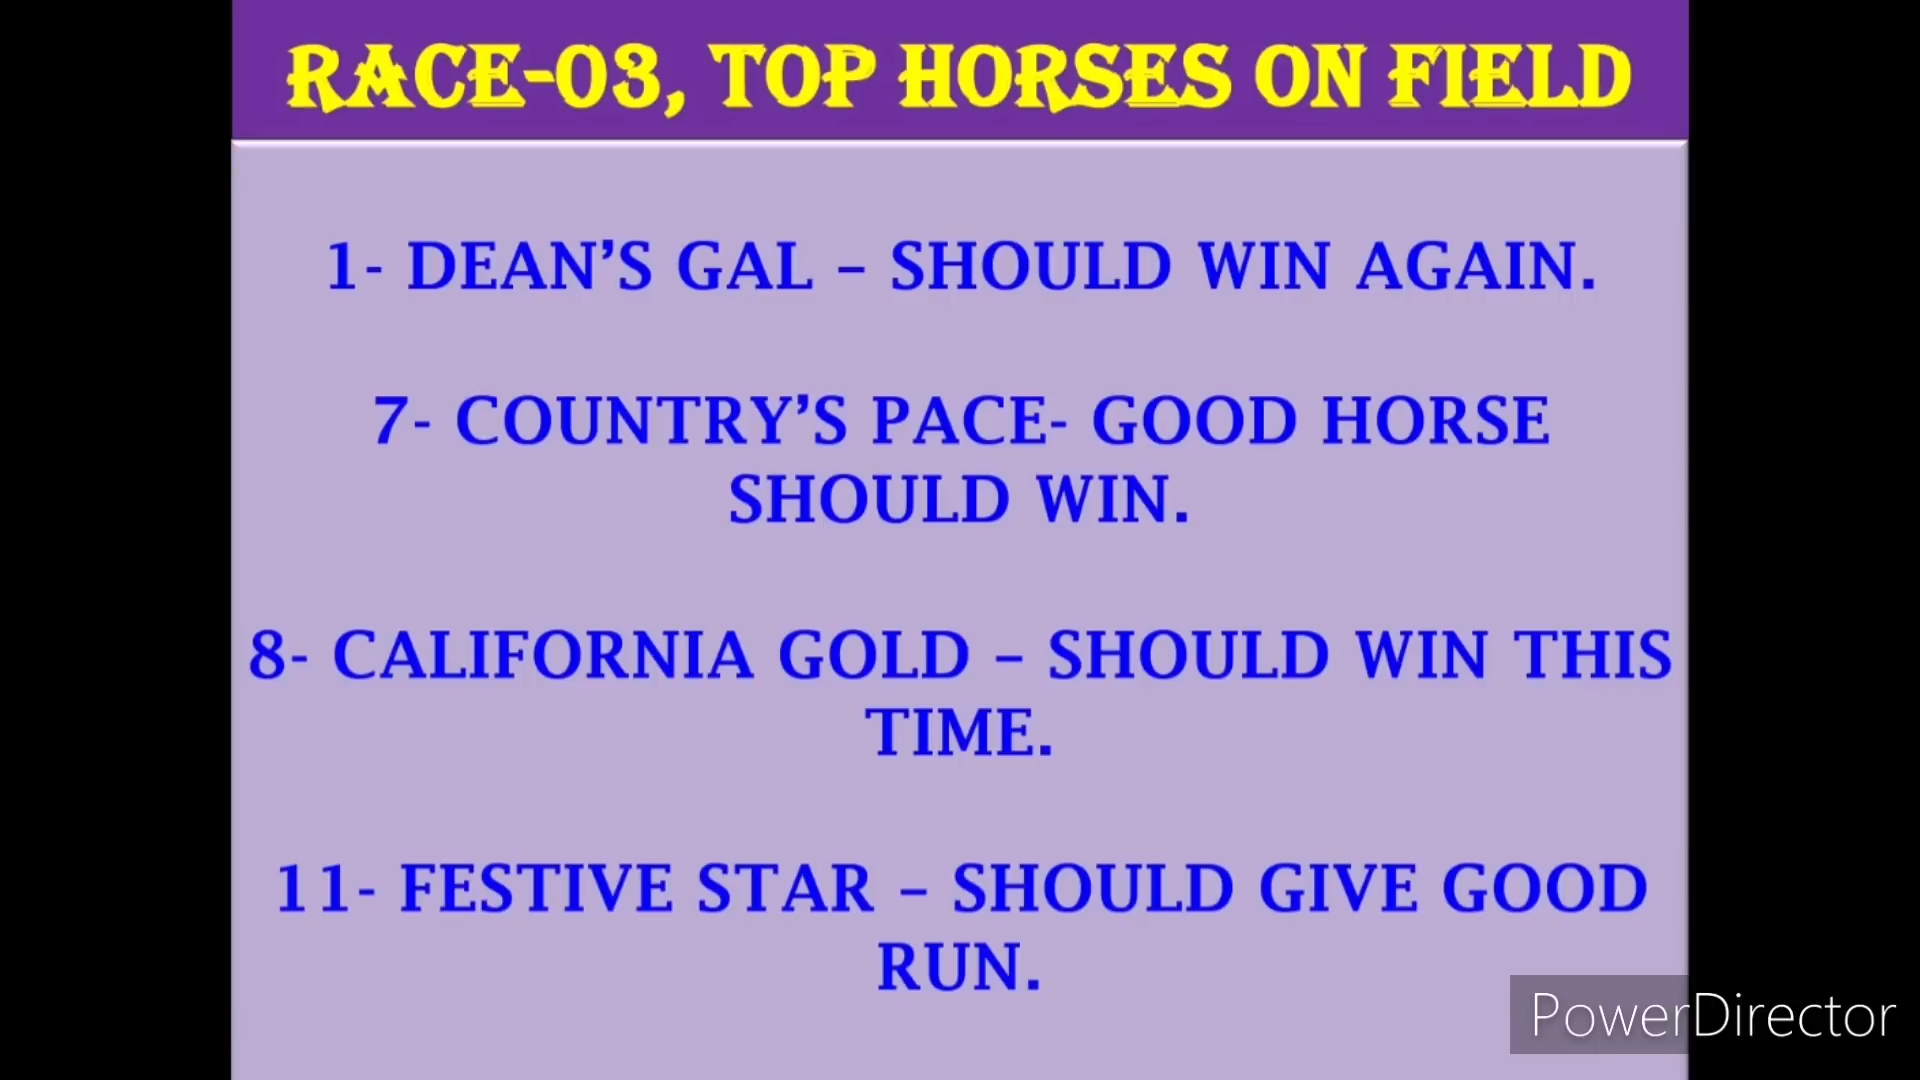 RACE-03, TOP HORSES ON FIELD
1- DEAN’S GAL – SHOULD WIN AGAIN.
7- COUNTRY’S PACE- GOOD HORSE
SHOULD WIN.
8- CALIFORNIA GOLD – SHOULD WIN THIS
TIME.
11- FESTIVE STAR – SHOULD GIVE GOOD
RUN.
PowerDirector